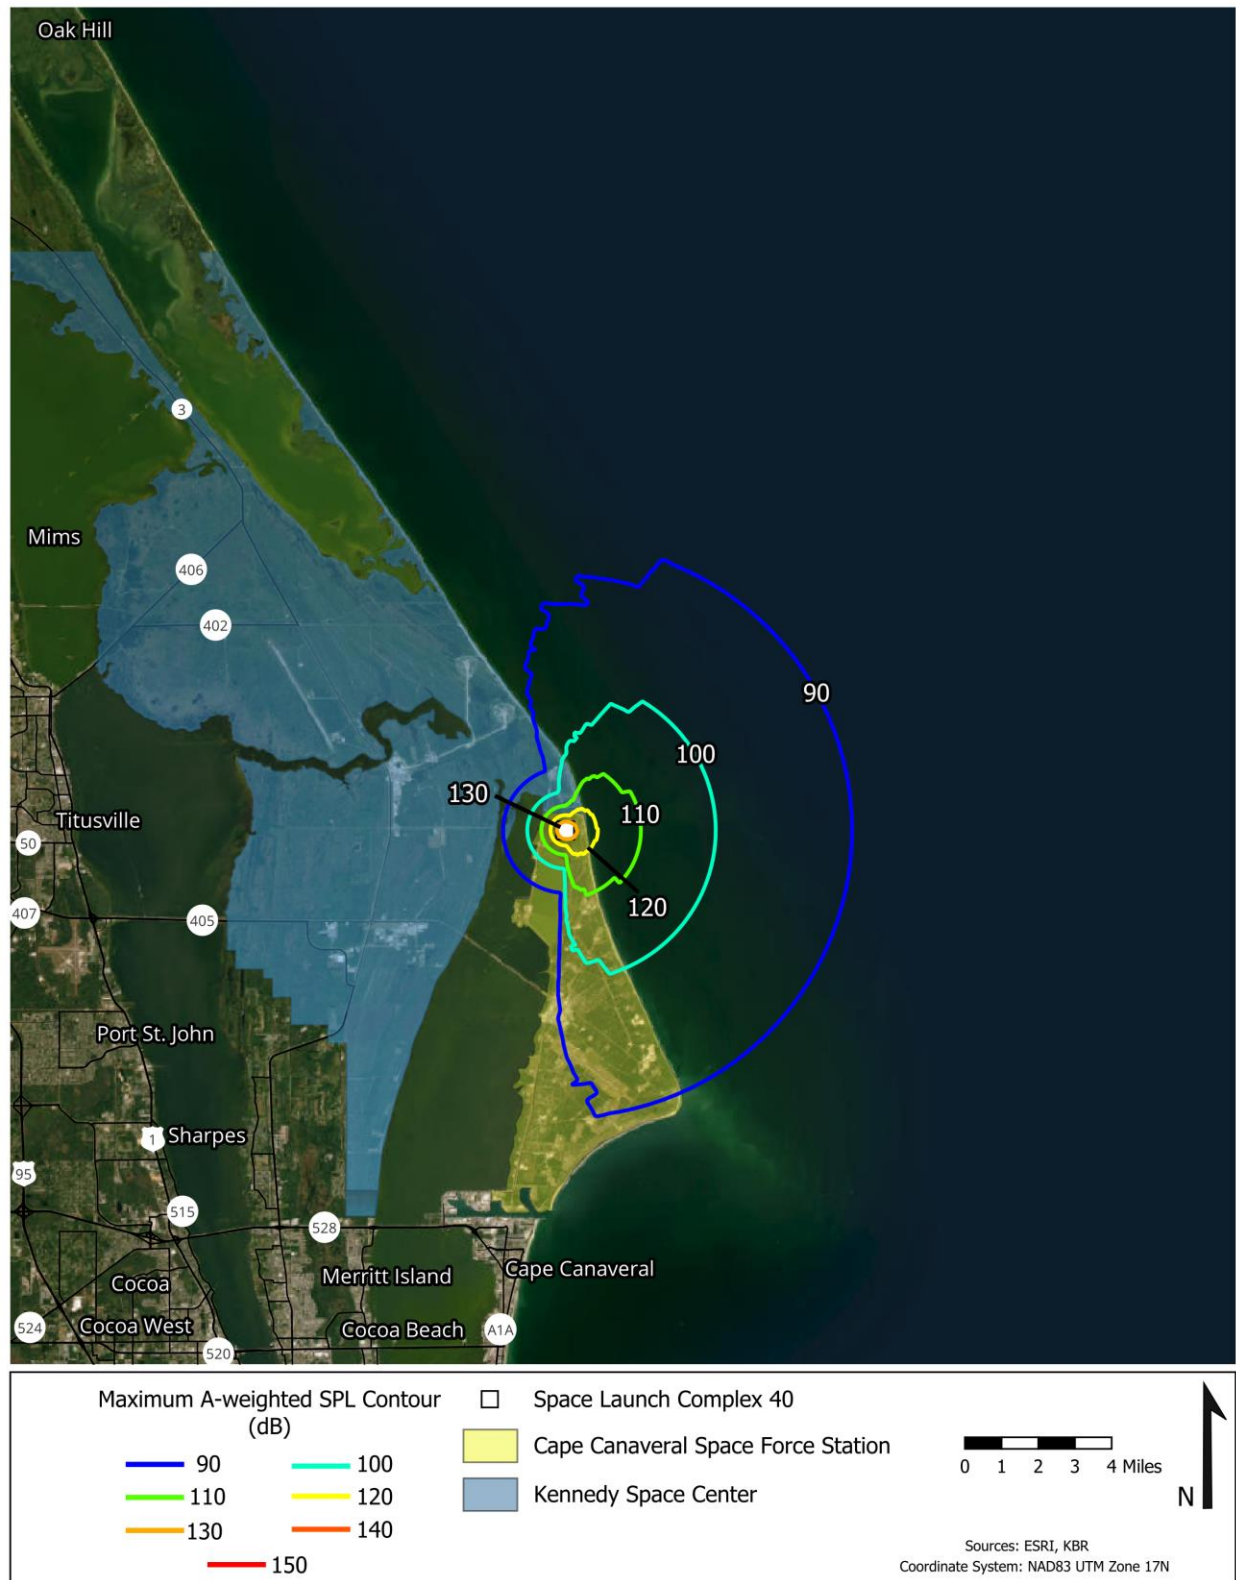 Oak Hill
3
Mims
406
402
90
100
130
110
Titusville
50
120
407
405
Port St. John
1
Sharpes
95
515
528
Cape Canaveral
Merritt Island
Cocoa
524
Cocoa West
Cocoa Beach
A1A
520
Maximum A-weighted SPL Contour
(dB)
90
100
110
120
130
140
150
Space Launch Complex 40
Cape Canaveral Space Force Station
Kennedy Space Center
0 1 2 3 4 Miles
N
Sources: ESRI, KBR
Coordinate System: NAD83 UTM Zone 17N